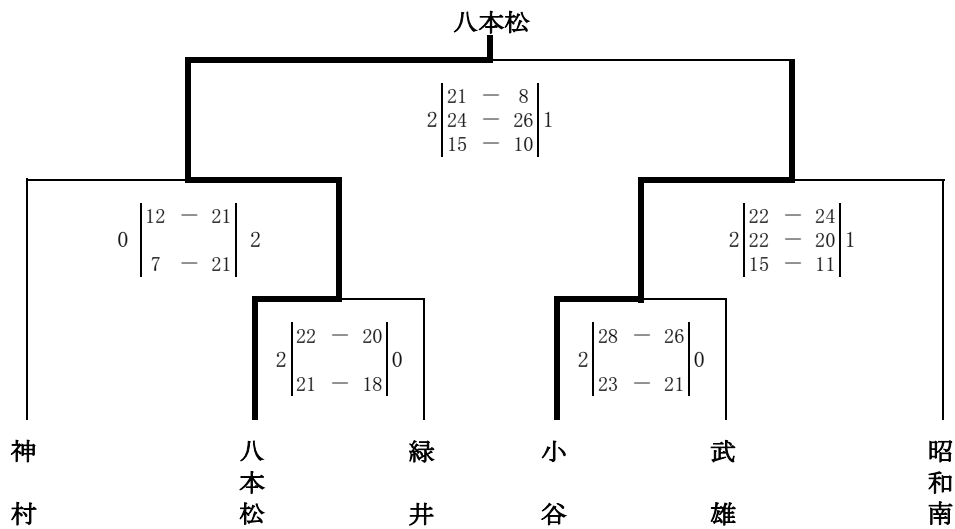 八本松
21 － 8
2 24 － 26 1
15 － 10
12 － 21
0 2
7 － 21
22 － 24
2 22 － 20 1
15 － 11
22 － 20
2 0
21 － 18
28 － 26
2 0
23 － 21
神村
八本松
緑井
小谷
武雄
昭和南